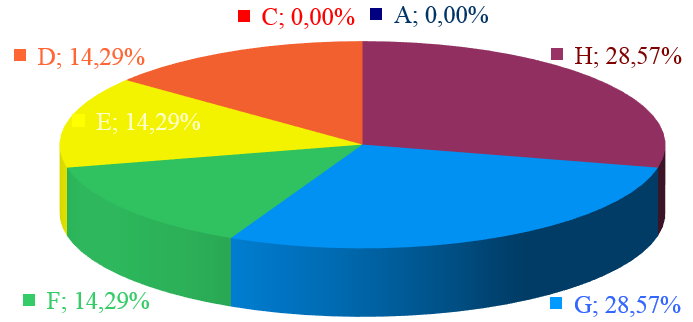 C; 0,00%
A; 0,00%
D; 14,29%
H; 28,57%
E; 14,29%
F; 14,29%
G; 28,57%